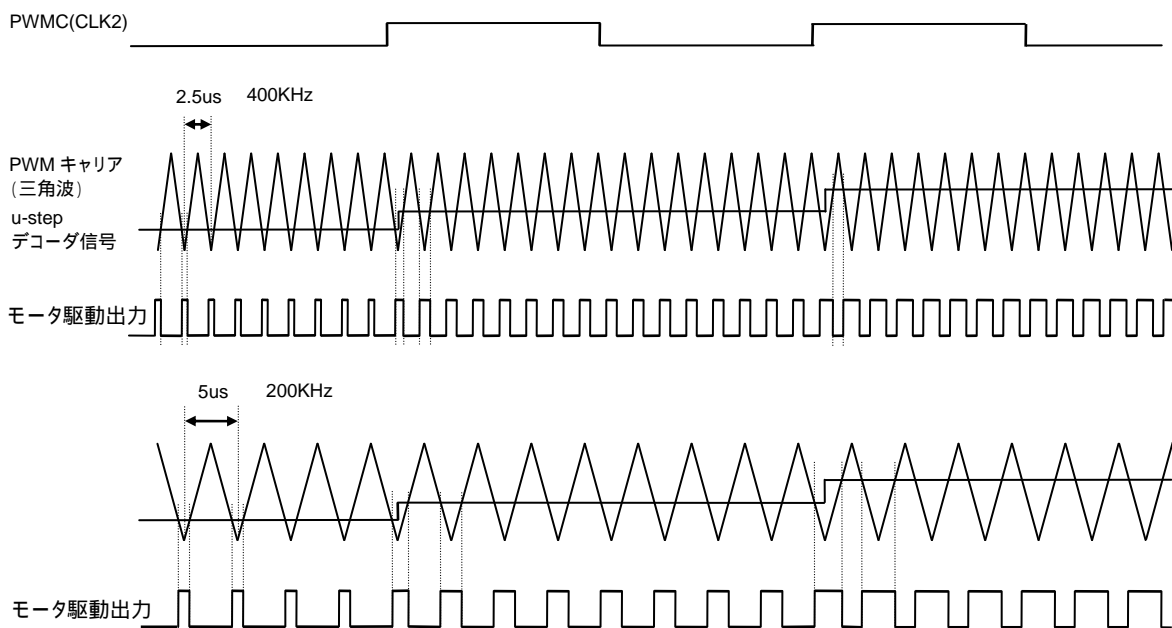 PWMC(CLK2)
2.5us 400KHz
PWM キャリア
(三角波)
u-step
デコーダ信号
モータ駆動出力
5us 200KHz
モータ駆動出力